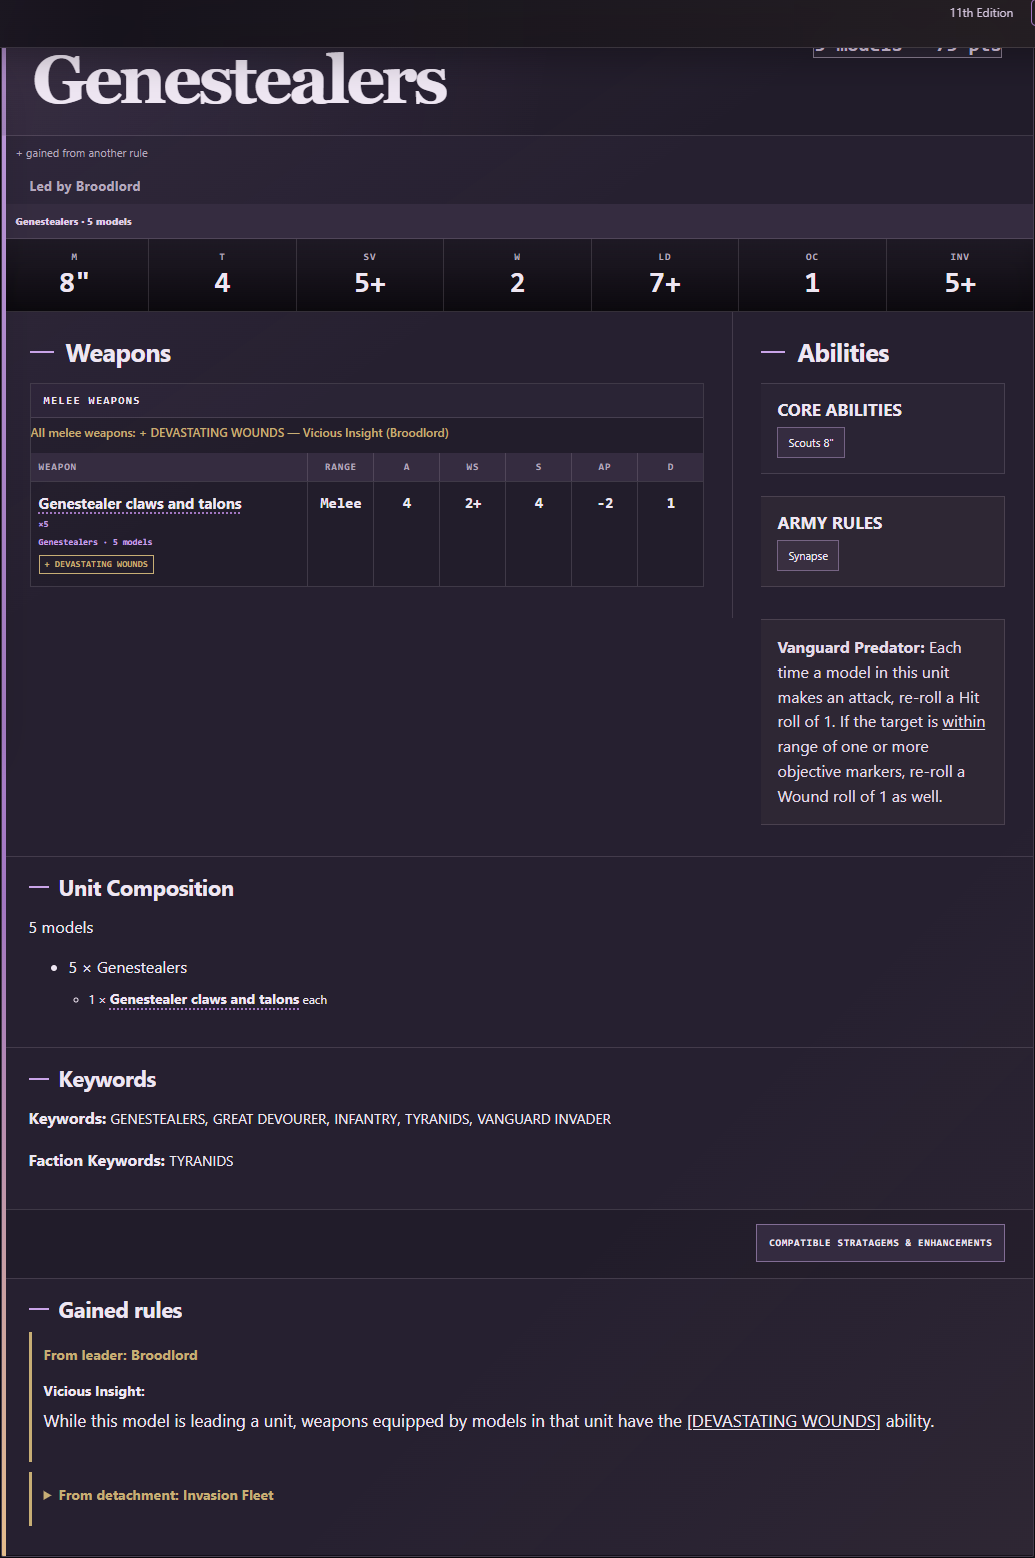 11th Edition
5 models 75 pts
Genestealers
+ gained from another rule
Led by Broodlord
Genestealers • 5 models
M
T
SV
W
LD
OC
INV
8"
4
5+
2
7+
1
5+
Weapons
MELEE WEAPONS
All melee weapons: + DEVASTATING WOUNDS — Vicious Insight (Broodlord)
WEAPON RANGE A WS S AP D
Genestealer claws and talons Melee 4 2+ 4 -2 1
×5
Genestealers · 5 models
+ DEVASTATING WOUNDS
Abilities
CORE ABILITIES
Scouts 8"
ARMY RULES
Synapse
Vanguard Predator: Each
time a model in this unit
makes an attack, re-roll a Hit
roll of 1. If the target is within
range of one or more
objective markers, re-roll a
Wound roll of 1 as well.
Unit Composition
5 models
• 5 × Genestealers
◦ 1 × Genestealer claws and talons each
Keywords
Keywords: GENESTEALERS, GREAT DEVOURER, INFANTRY, TYRANIDS, VANGUARD INVADER
Faction Keywords: TYRANIDS
COMPATIBLE STRATAGEMS & ENHANCEMENTS
Gained rules
From leader: Broodlord
Vicious Insight:
While this model is leading a unit, weapons equipped by models in that unit have the [DEVASTATING WOUNDS] ability.
▶ From detachment: Invasion Fleet